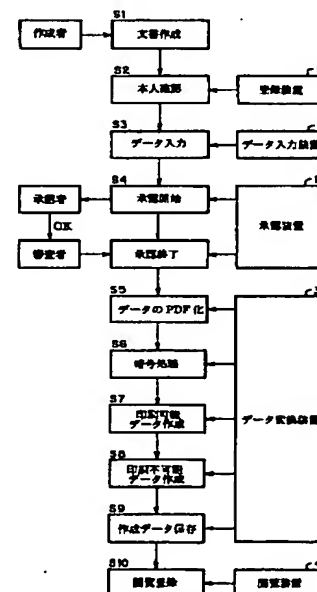 S1
作成者
文書作成
S2
本人確認
登録装置
S3
データ入力
データ入力装置
S4
承認者
承認開始
承認装置
OK
審査者
承認終了
S5
データのPDF化
S6
暗号処理
S7
印刷可能
データ作成
データ変換装置
S8
印刷不可能
データ作成
S9
作成データ保存
S10
閲覧登録
閲覧装置